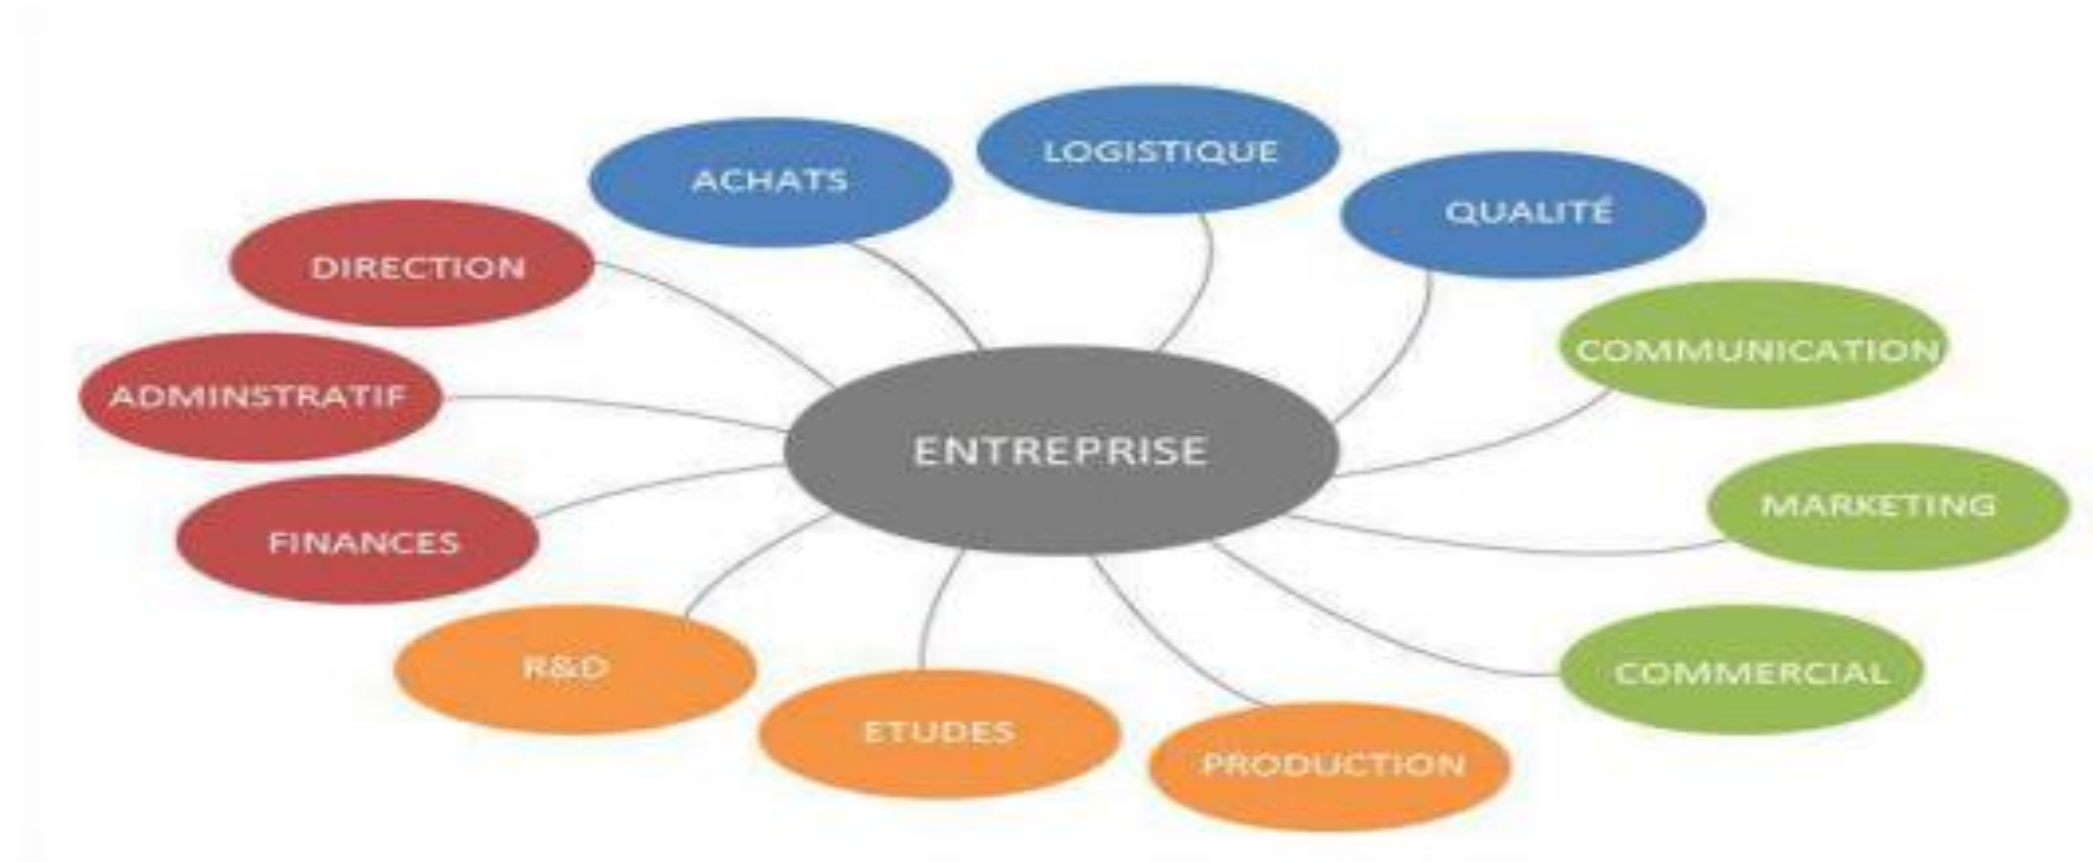 LOGISTIQUE
ACHATS
QUALITÉ
DIRECTION
COMMUNICATION
ADMINSTRATIF
ENTREPRISE
MARKETING
FINANCES
R&D
COMMERCIAL
ETUDES
PRODUCTION